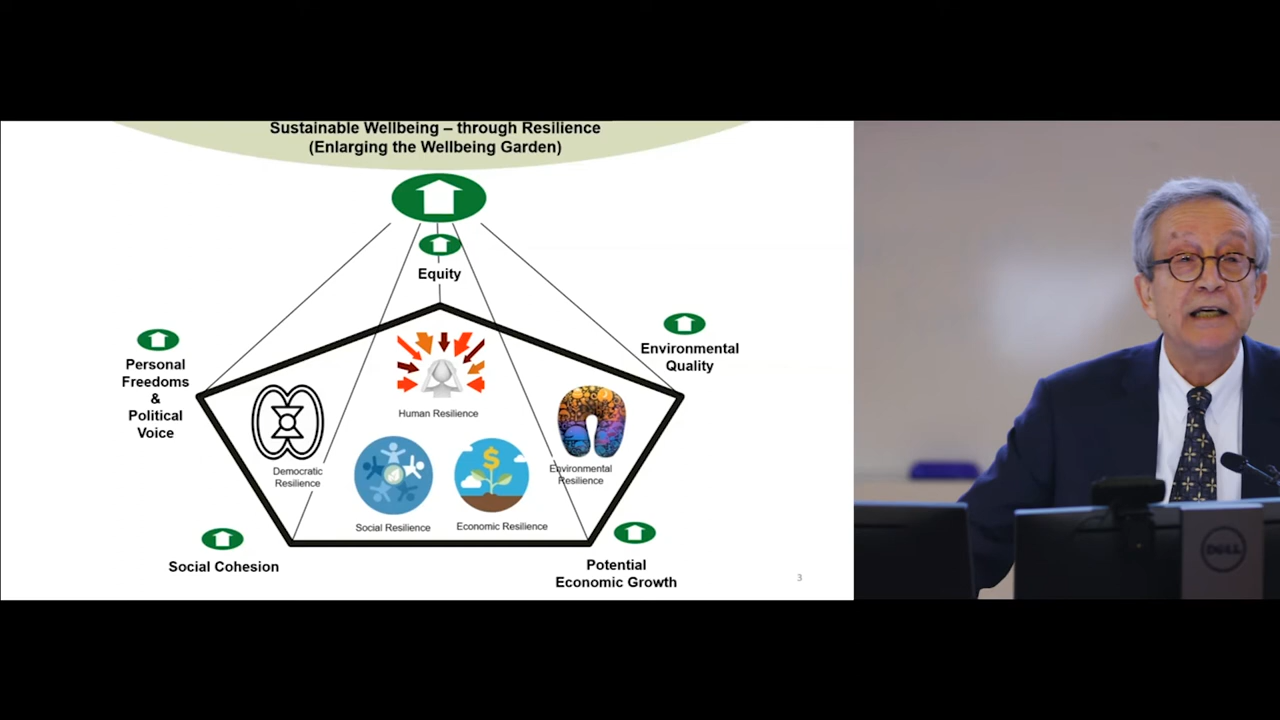 Sustainable Wellbeing – through Resilience
(Enlarging the Wellbeing Garden)
Equity
Personal
Freedoms
&
Political
Voice
Environmental
Quality
Human Resilience
Democratic
Resilience
Environmental
Resilience
$
Social Resilience
Economic Resilience
Social Cohesion
Potential
Economic Growth
3
DELL